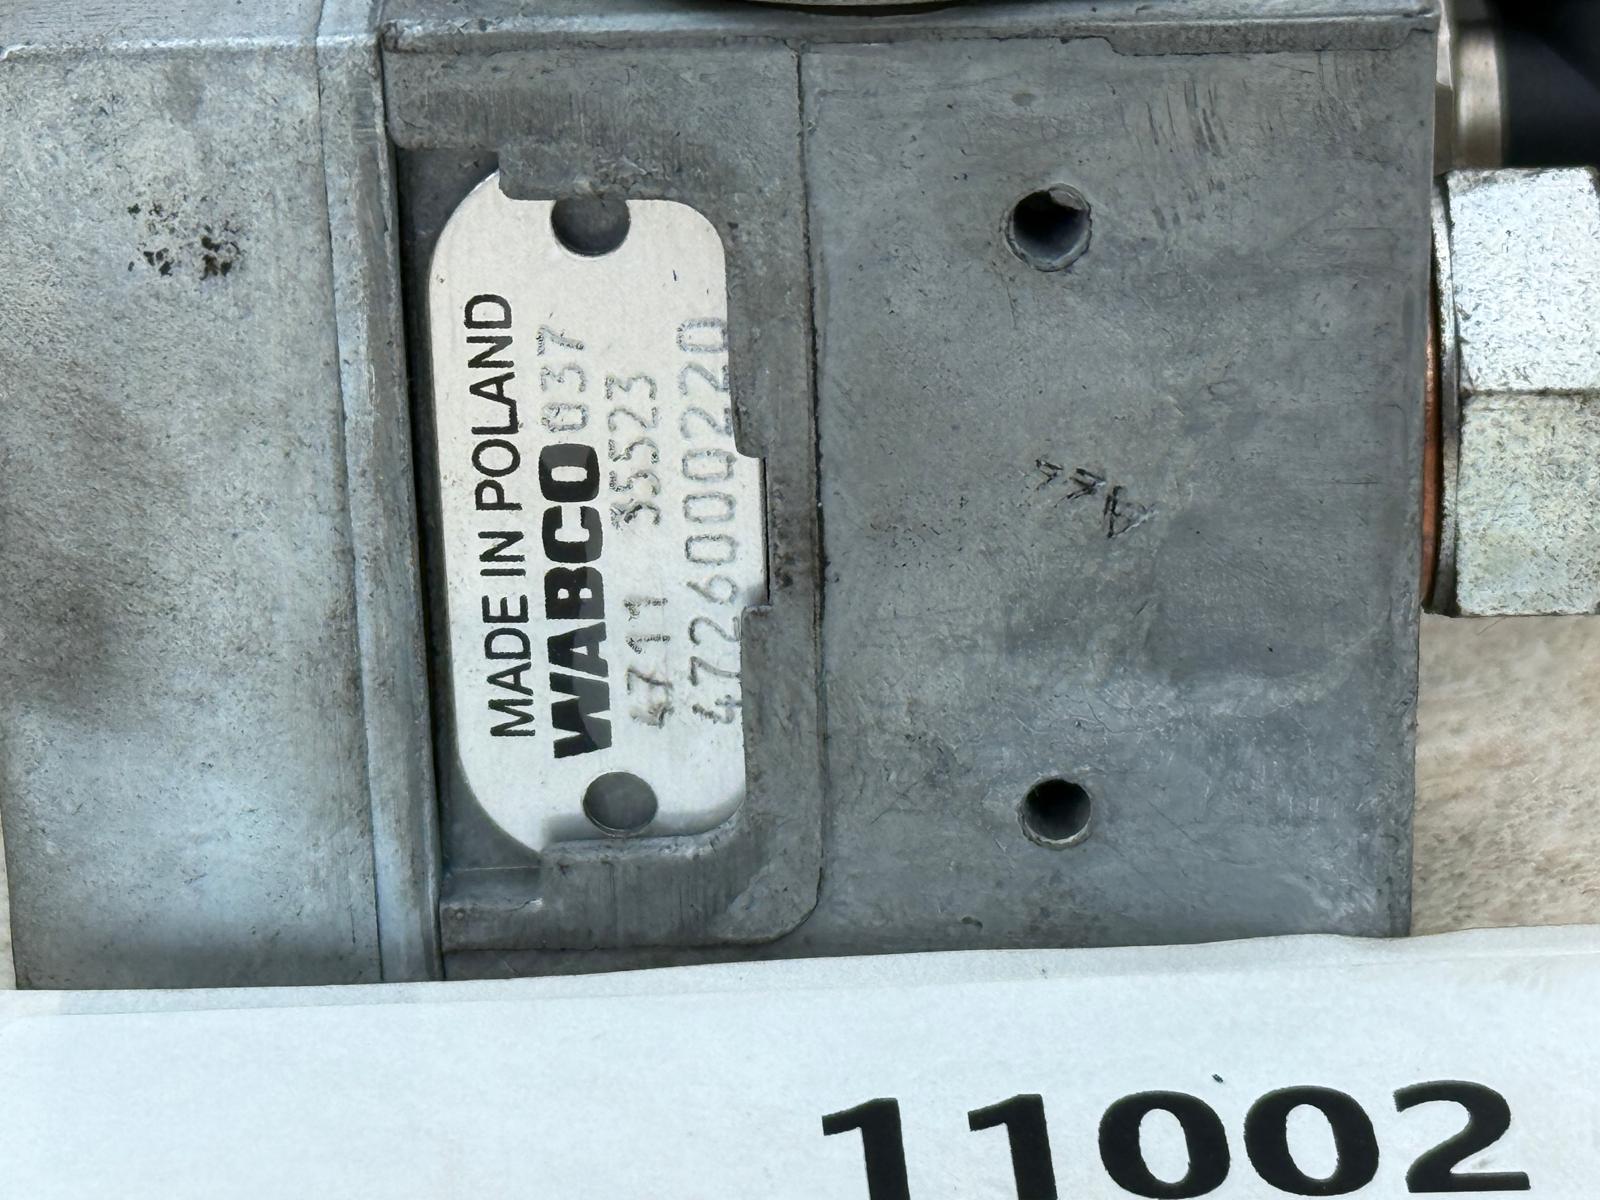 MADE IN POLAND
WABCO 037
4711 35523
4726000220
11002